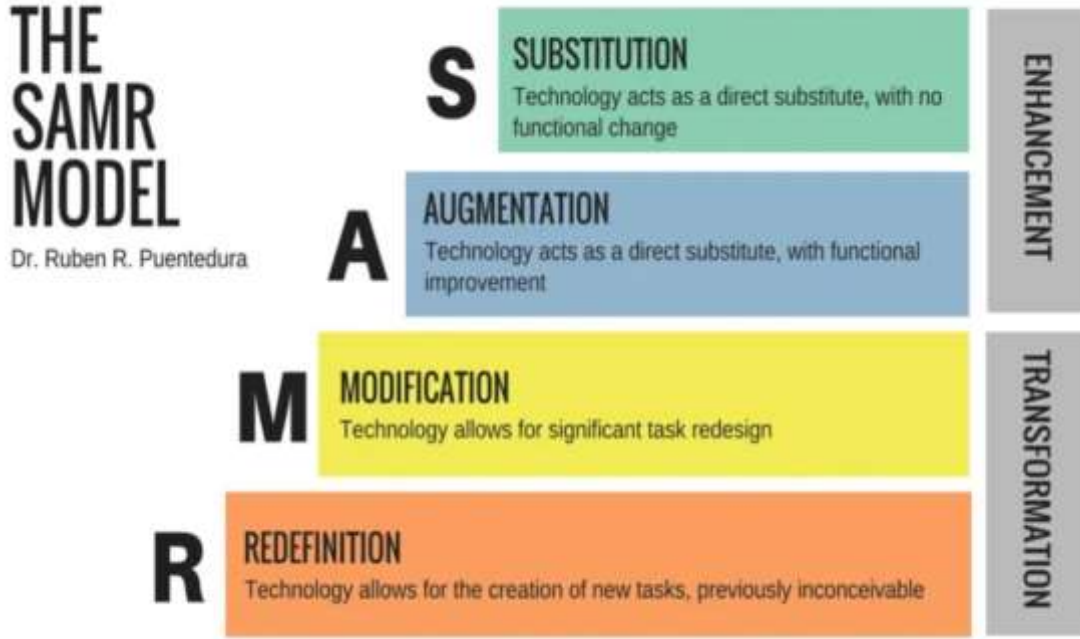 THE
SAMR
MODEL
Dr. Ruben R. Puentedura
S
SUBSTITUTION
Technology acts as a direct substitute, with no
functional change
A
AUGMENTATION
Technology acts as a direct substitute, with functional
improvement
ENHANCEMENT
M
MODIFICATION
Technology allows for significant task redesign
R
REDEFINITION
Technology allows for the creation of new tasks, previously inconceivable
TRANSFORMATION